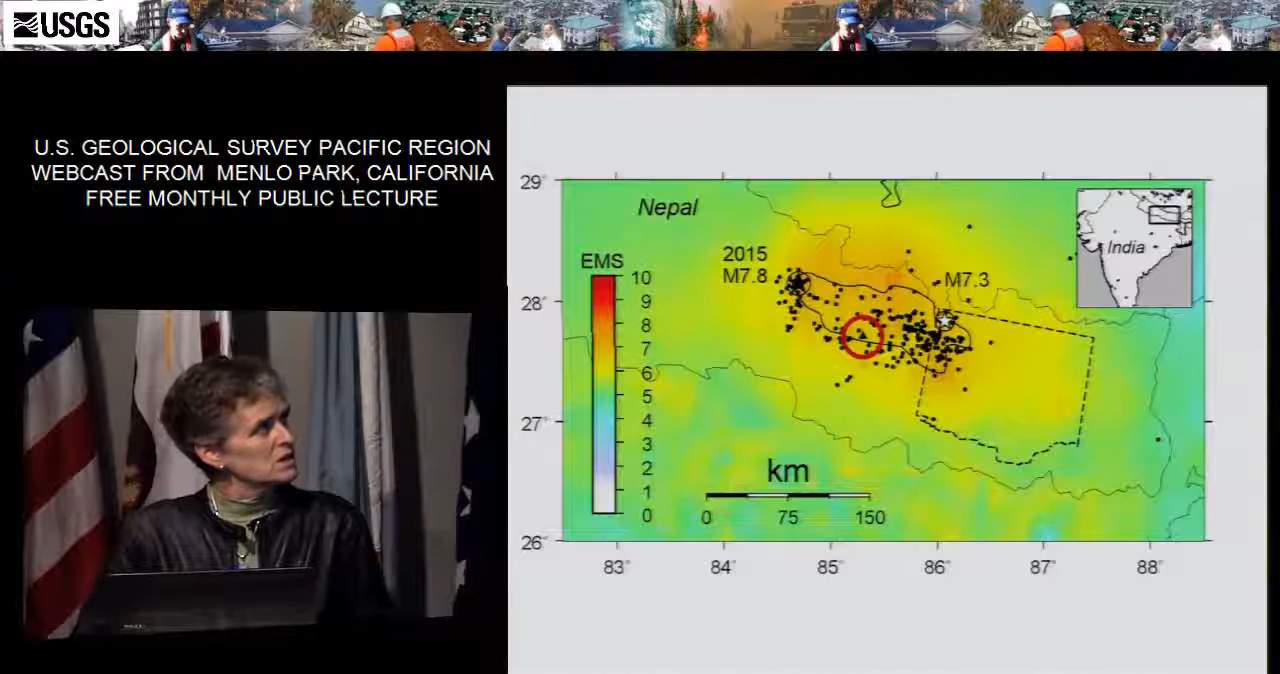 USGS
U.S. GEOLOGICAL SURVEY PACIFIC REGION
WEBCAST FROM MENLO PARK, CALIFORNIA
FREE MONTHLY PUBLIC LECTURE
Nepal
2015
M7.8
M7.3
India
EMS
10
9
8
7
6
5
4
3
2
1
0
km
0 75 150
29°
28°
27°
26°
83° 84° 85° 86° 87° 88°